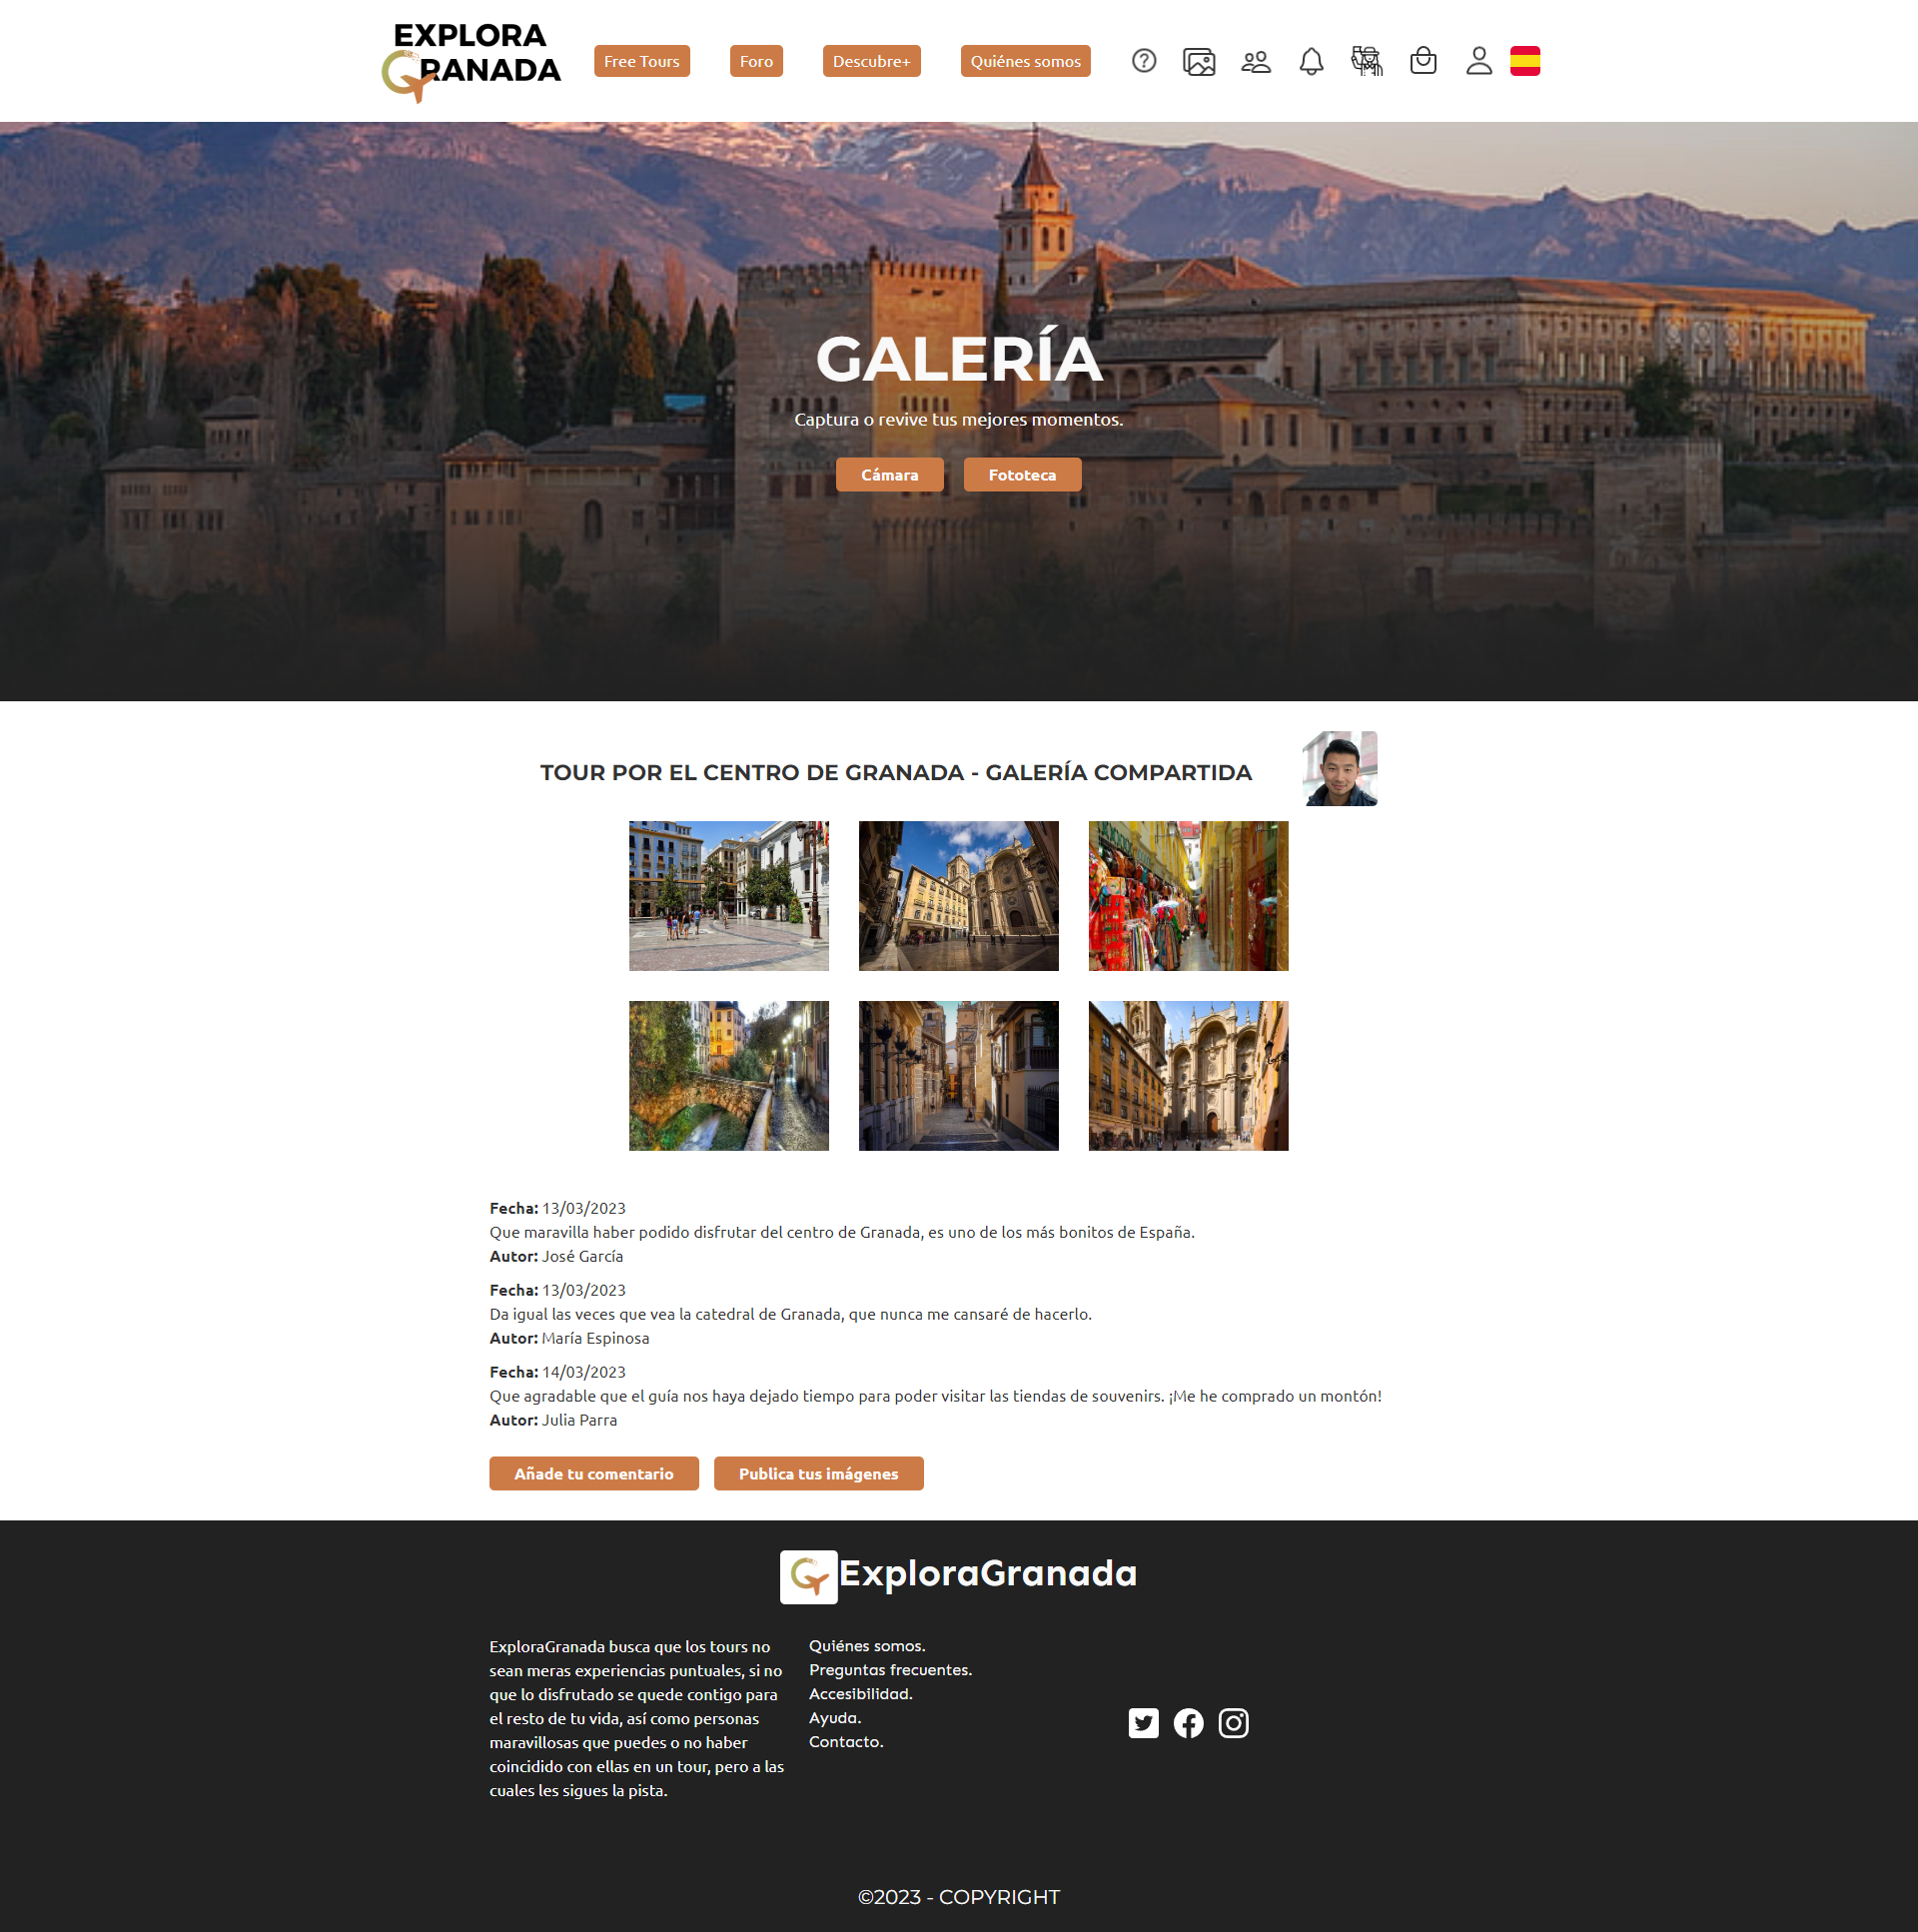 EXPLORA
GRANADA
Free Tours
Foro
Descubre+
Quiénes somos
GALERÍA
Captura o revive tus mejores momentos.
Cámara
Fototeca
TOUR POR EL CENTRO DE GRANADA - GALERÍA COMPARTIDA
Fecha: 13/03/2023
Que maravilla haber podido disfrutar del centro de Granada, es uno de los más bonitos de España.
Autor: José García
Fecha: 13/03/2023
Da igual las veces que vea la catedral de Granada, que nunca me cansaré de hacerlo.
Autor: María Espinosa
Fecha: 14/03/2023
Que agradable que el guía nos haya dejado tiempo para poder visitar las tiendas de souvenirs. ¡Me he comprado un montón!
Autor: Julia Parra
Añade tu comentario
Publica tus imágenes
ExploraGranada
ExploraGranada busca que los tours no
sean meras experiencias puntuales, si no
que lo disfrutado se quede contigo para
el resto de tu vida, así como personas
maravillosas que puedes o no haber
coincidido con ellas en un tour, pero a las
cuales les sigues la pista.
Quiénes somos.
Preguntas frecuentes.
Accesibilidad.
Ayuda.
Contacto.
©2023 - COPYRIGHT